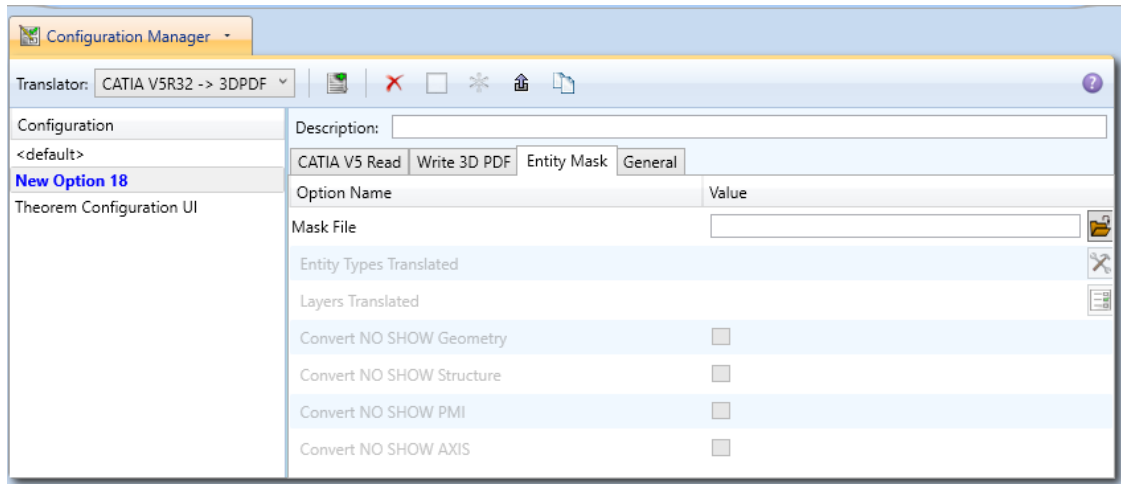 Configuration Manager
Translator: CATIA V5R32 -> 3DPDF
?
Configuration
Description:
<default>
CATIA V5 Read Write 3D PDF Entity Mask General
New Option 18
Option Name Value
Theorem Configuration UI
Mask File
Entity Types Translated
Layers Translated
Convert NO SHOW Geometry
Convert NO SHOW Structure
Convert NO SHOW PMI
Convert NO SHOW AXIS